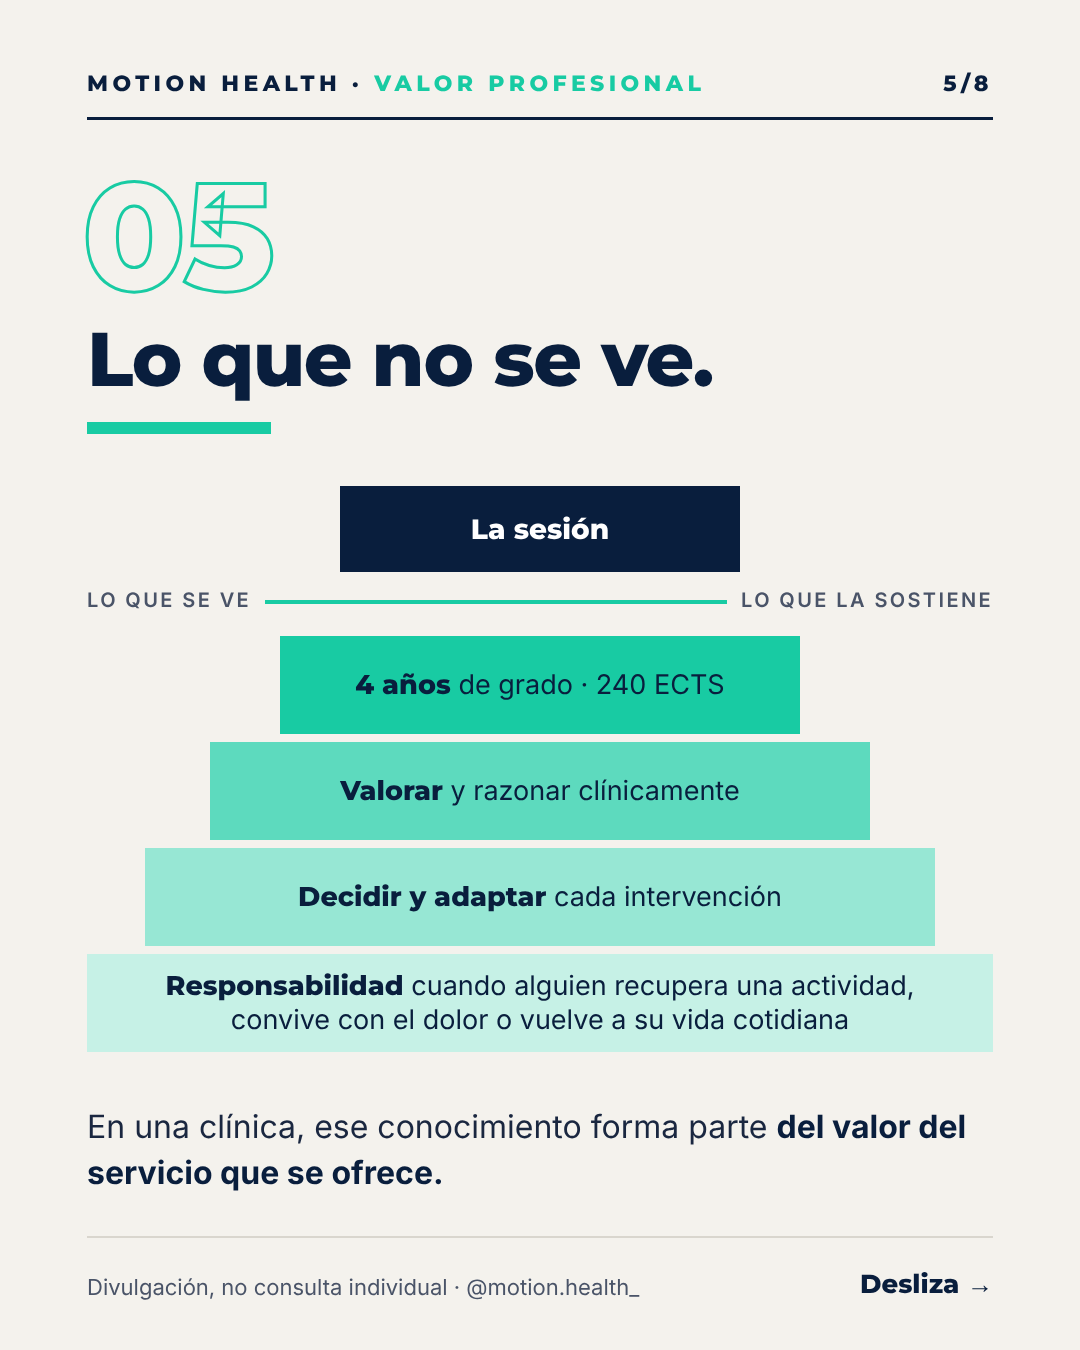 MOTION HEALTH · VALOR PROFESIONAL 5/8
05
Lo que no se ve.
La sesión
LO QUE SE VE LO QUE LA SOSTIENE
4 años de grado · 240 ECTS
Valorar y razonar clínicamente
Decidir y adaptar cada intervención
Responsabilidad cuando alguien recupera una actividad,
convive con el dolor o vuelve a su vida cotidiana
En una clínica, ese conocimiento forma parte del valor del
servicio que se ofrece.
Divulgación, no consulta individual · @motion.health_ Desliza →